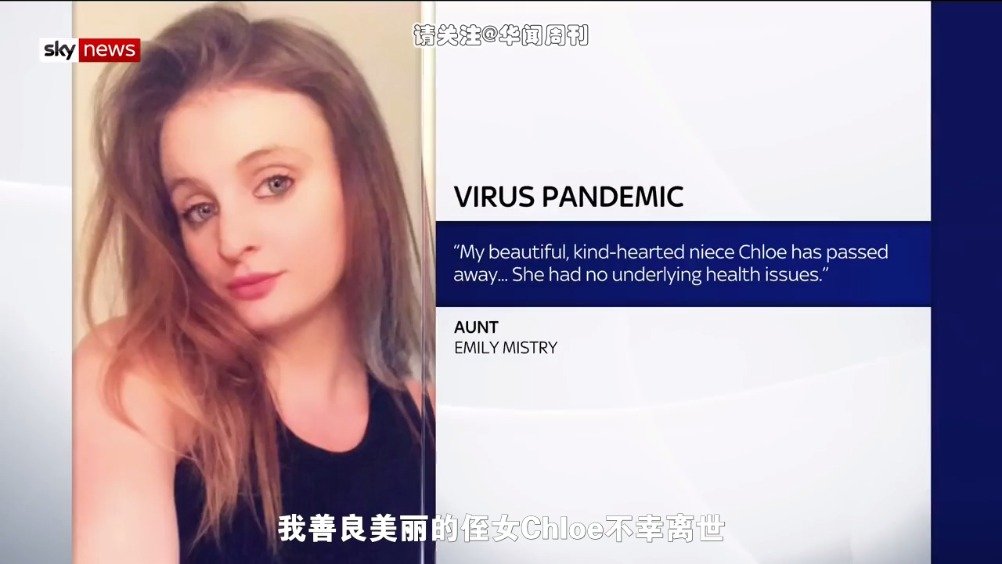 请关注@华闻周刊
sky news
VIRUS PANDEMIC
“My beautiful, kind-hearted niece Chloe has passed
away... She had no underlying health issues.”
AUNT
EMILY MISTRY
我善良美丽的侄女Chloe不幸离世